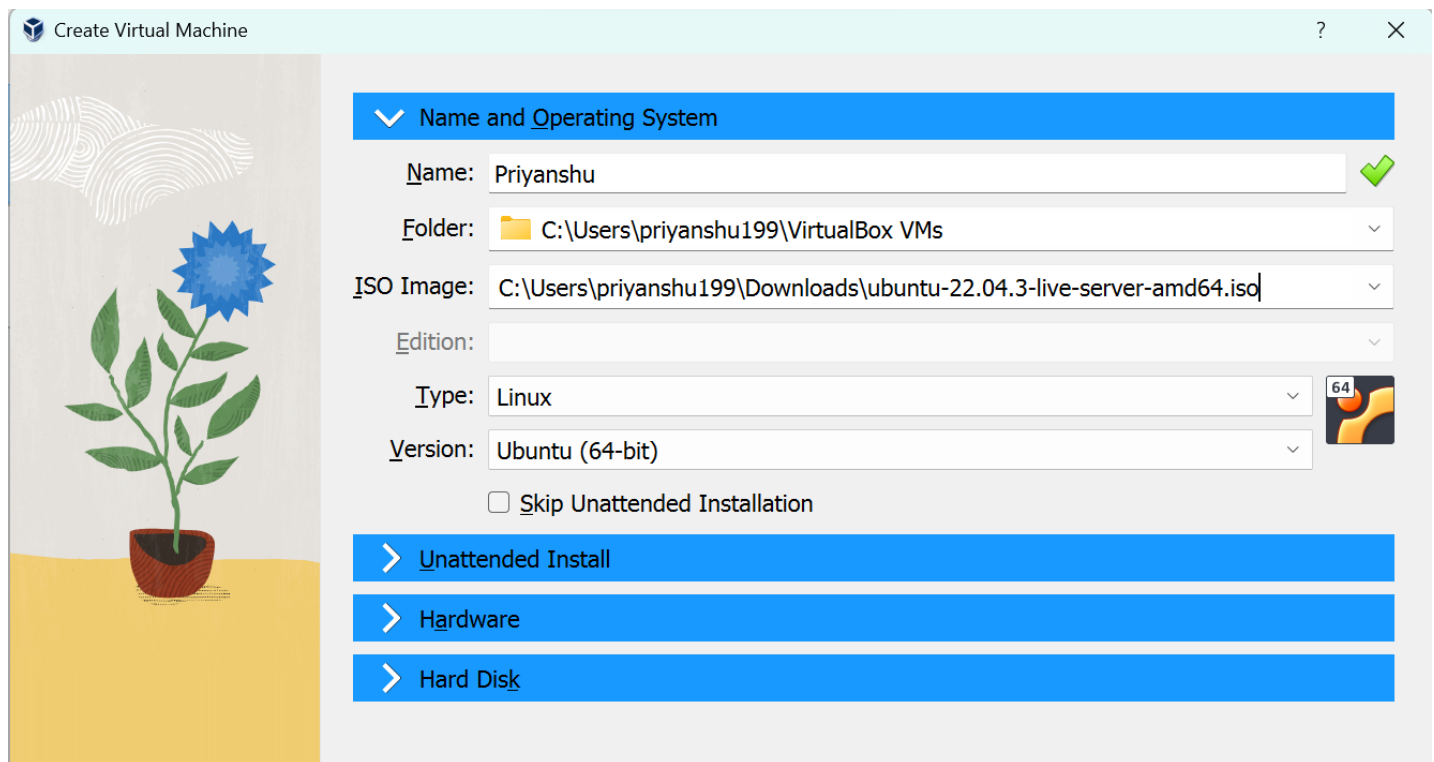 Create Virtual Machine
?
Name and Operating System
Name: Priyanshu
Folder: C:\Users\priyanshu199\VirtualBox VMs
ISO Image: C:\Users\priyanshu199\Downloads\ubuntu-22.04.3-live-server-amd64.iso
Edition:
Type: Linux
64
Version: Ubuntu (64-bit)
Skip Unattended Installation
Unattended Install
Hardware
Hard Disk